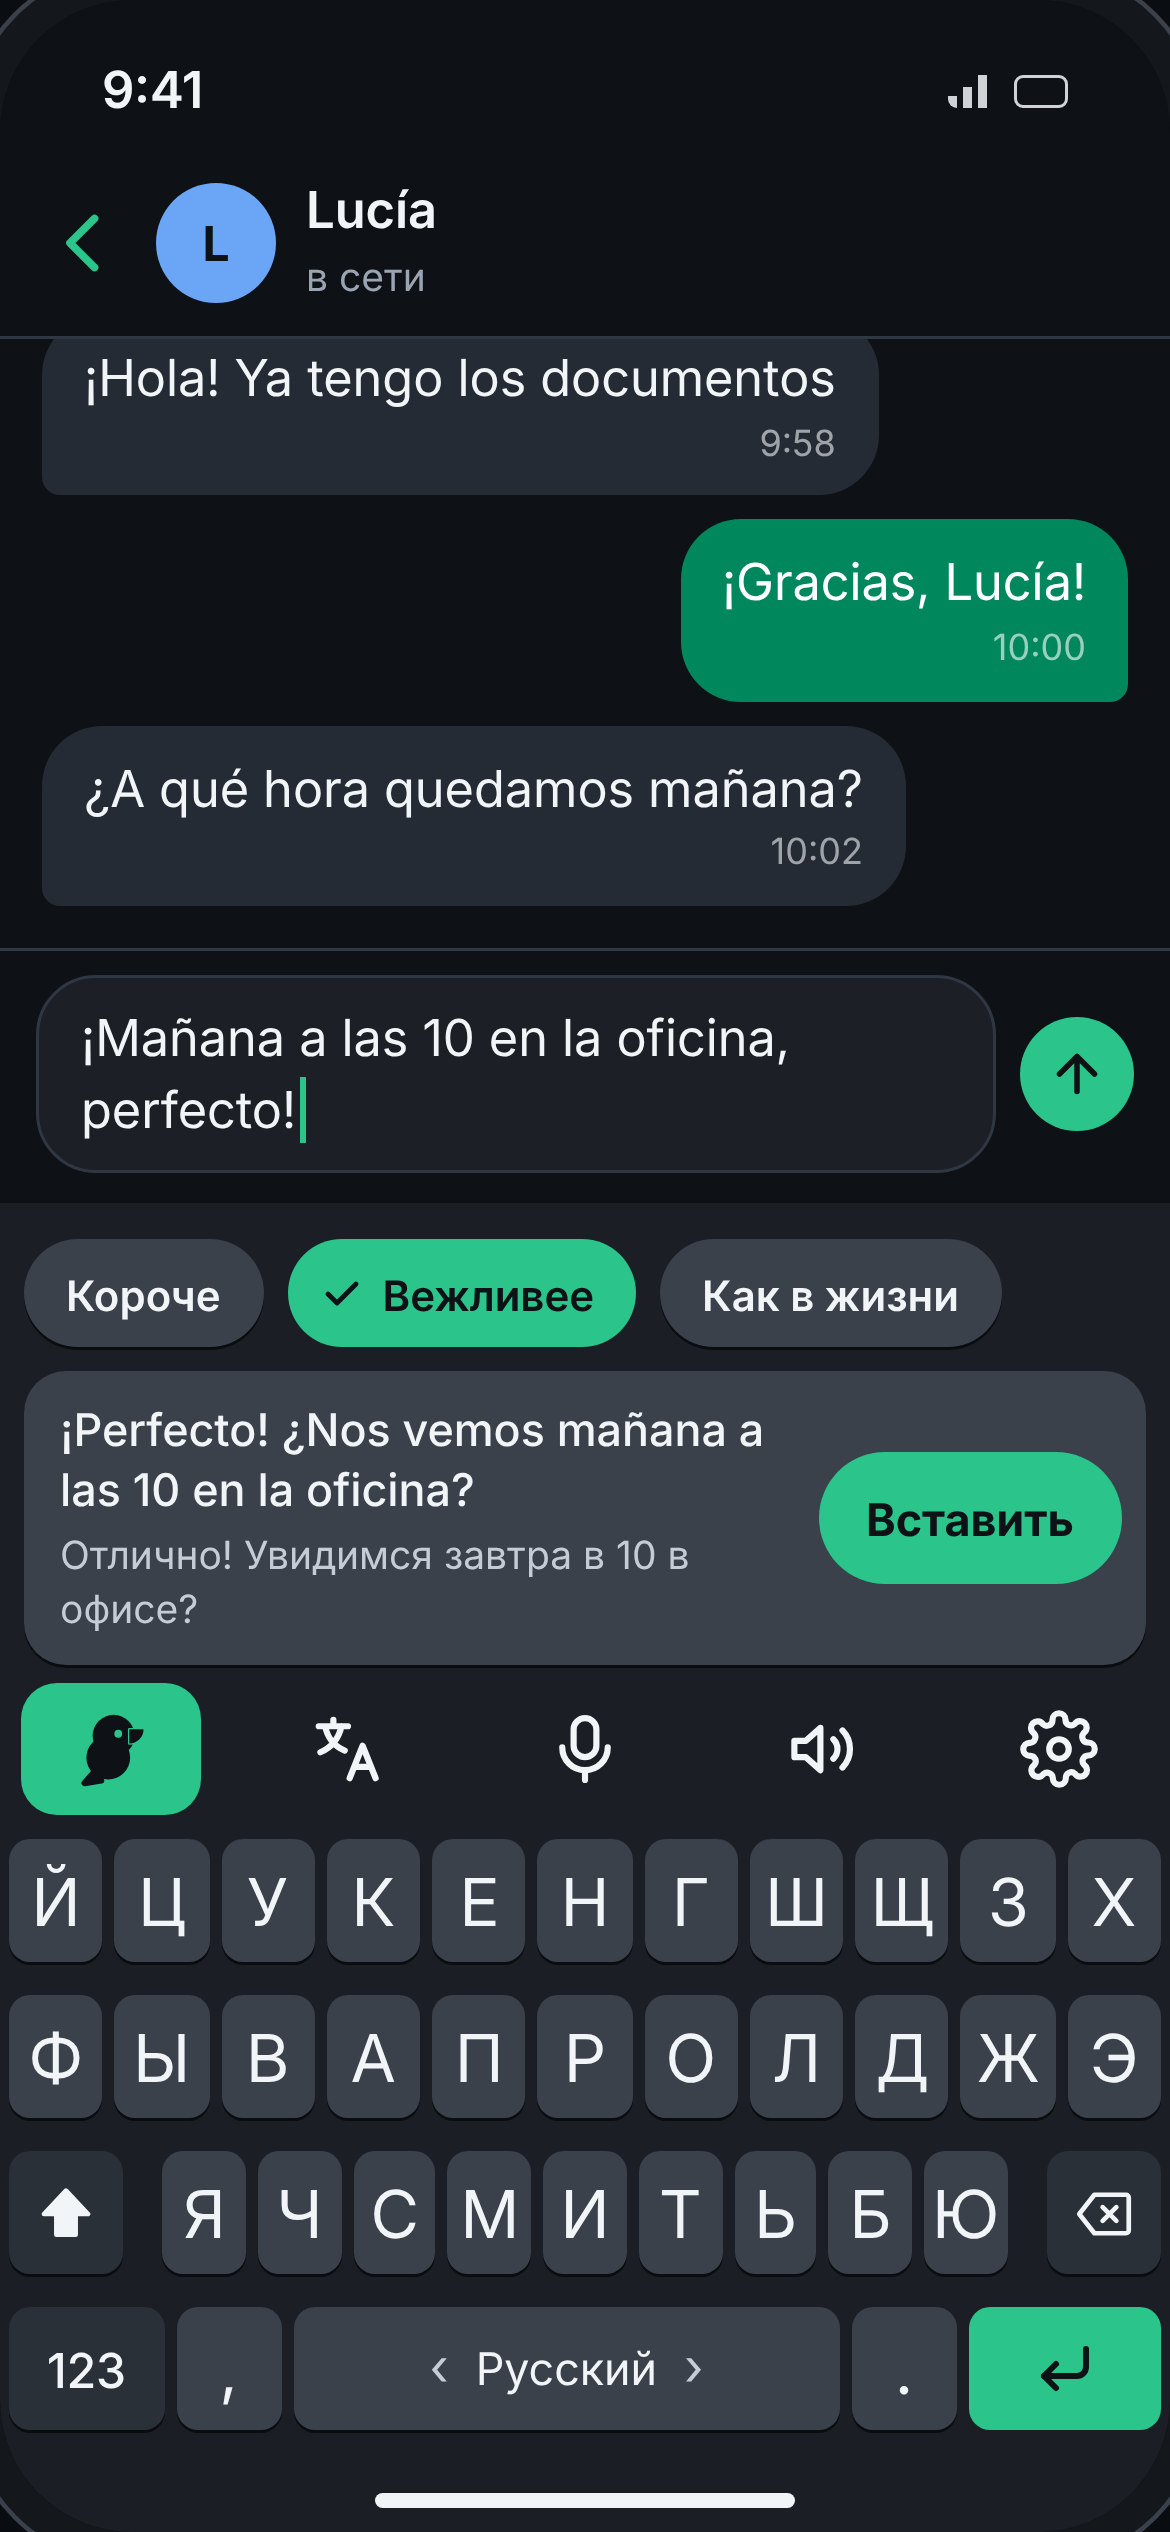 9:41
L
Lucía
в сети
¡Hola! Ya tengo los documentos
9:58
¡Gracias, Lucía!
10:00
¿A qué hora quedamos mañana?
10:02
¡Mañana a las 10 en la oficina,
perfecto!
Короче
Вежливее
Как в жизни
¡Perfecto! ¿Nos vemos mañana a
las 10 en la oficina?
Отлично! Увидимся завтра в 10 в
офисе?
Вставить
Й Ц У К Е Н Г Ш Щ З Х
Ф Ы В А П Р О Л Д Ж Э
Я Ч С М И Т Ь Б Ю
123 , ‹ Русский › .